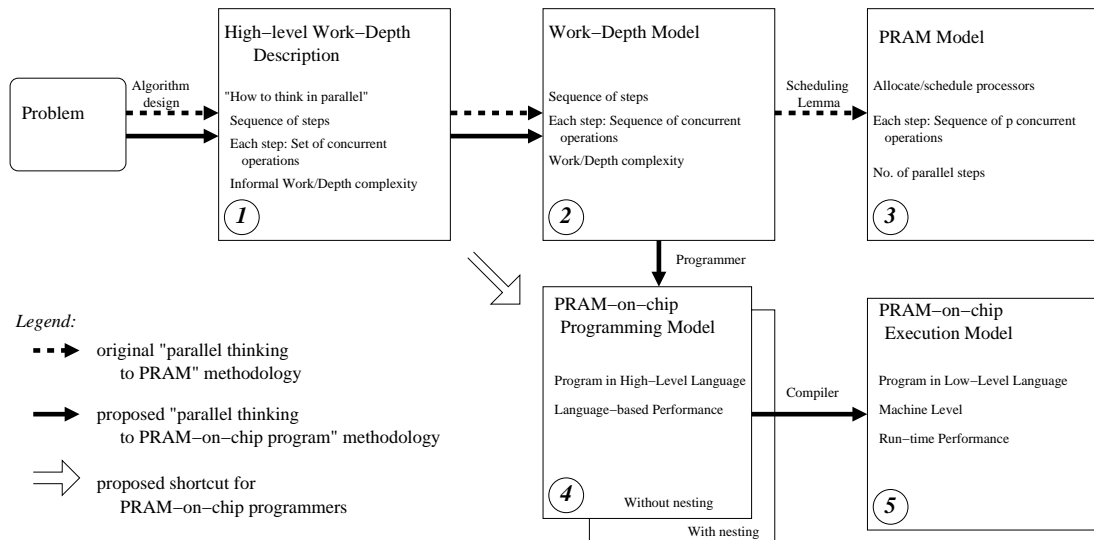 High−level Work−Depth
Description
"How to think in parallel"
Sequence of steps
Each step: Set of concurrent
operations
Informal Work/Depth complexity
1
Work−Depth Model
Sequence of steps
Each step: Sequence of concurrent
operations
Work/Depth complexity
2
PRAM Model
Allocate/schedule processors
Each step: Sequence of p concurrent
operations
No. of parallel steps
3
Problem
Algorithm
design
Scheduling
Lemma
Programmer
PRAM−on−chip
Programming Model
Program in High−Level Language
Language−based Performance
4
Without nesting
With nesting
Compiler
PRAM−on−chip
Execution Model
Program in Low−Level Language
Machine Level
Run−time Performance
5
Legend:
original "parallel thinking
to PRAM" methodology
proposed "parallel thinking
to PRAM−on−chip program" methodology
proposed shortcut for
PRAM−on−chip programmers